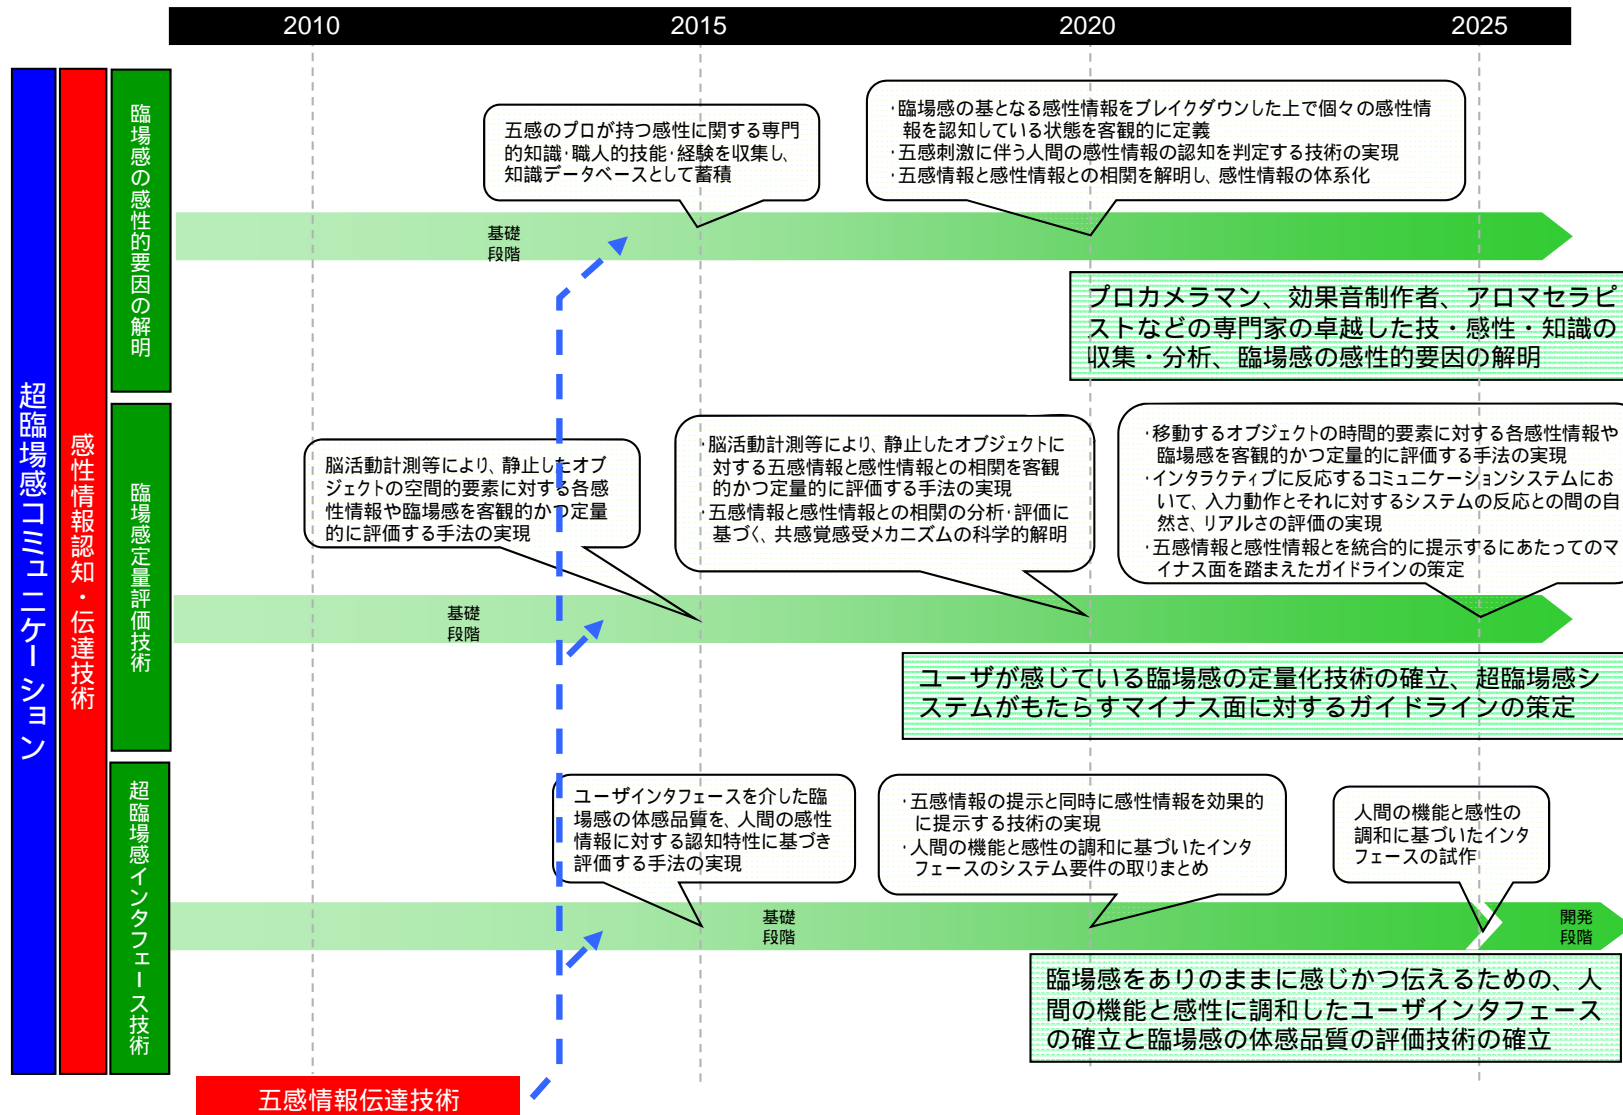 2010
2015
2020
2025
超臨場感コミュニケーション
感性情報認知・伝達技術
臨場感の感性的要因の解明
五感のプロが持つ感性に関する専門
的知識・職人的技能・経験を収集し、
知識データベースとして蓄積
・臨場感の基となる感性情報をブレイクダウンした上で個々の感性情
報を認知している状態を客観的に定義
・五感刺激に伴う人間の感性情報の認知を判定する技術の実現
・五感情報と感性情報との相関を解明し、感性情報の体系化
基礎
段階
プロカメラマン、効果音制作者、アロマセラピ
ストなどの専門家の卓越した技・感性・知識の
収集・分析、臨場感の感性的要因の解明
臨場感定量評価技術
脳活動計測等により、静止したオブ
ジェクトの空間的要素に対する各感
性情報や臨場感を客観的かつ定量
的に評価する手法の実現
・脳活動計測等により、静止したオブジェクトに
対する五感情報と感性情報との相関を客観
的かつ定量的に評価する手法の実現
・五感情報と感性情報との相関の分析・評価に
基づく、共感覚感受メカニズムの科学的解明
・移動するオブジェクトの時間的要素に対する各感性情報や
臨場感を客観的かつ定量的に評価する手法の実現
・インタラクティブに反応するコミュニケーションシステムにお
いて、入力動作とそれに対するシステムの反応との間の自
然さ、リアルさの評価の実現
・五感情報と感性情報とを統合的に提示するにあたってのマ
イナス面を踏まえたガイドラインの策定
基礎
段階
ユーザが感じている臨場感の定量化技術の確立、超臨場感シ
ステムがもたらすマイナス面に対するガイドラインの策定
超臨場感インタフェース技術
ユーザインタフェースを介した臨
場感の体感品質を、人間の感性
情報に対する認知特性に基づき
評価する手法の実現
・五感情報の提示と同時に感性情報を効果的
に提示する技術の実現
・人間の機能と感性の調和に基づいたインタ
フェースのシステム要件の取りまとめ
人間の機能と感性の
調和に基づいたインタ
フェースの試作
基礎
段階
開発
段階
臨場感をありのままに感じかつ伝えるための、人
間の機能と感性に調和したユーザインタフェース
の確立と臨場感の体感品質の評価技術の確立
五感情報伝達技術